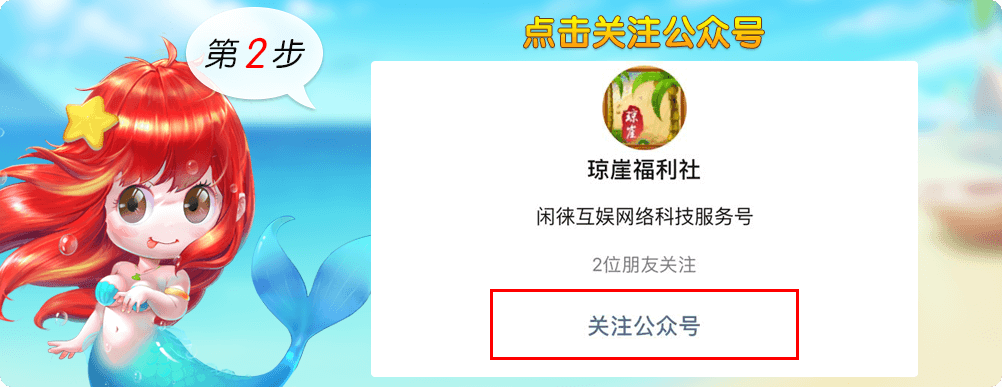 第2步
点击关注公众号
琼崖
琼崖福利社
闲徕互娱网络科技服务号
2位朋友关注
关注公众号